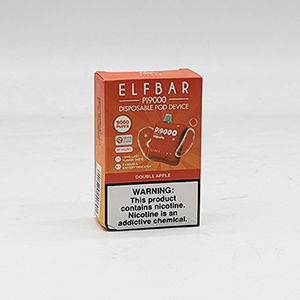 ELFBAR
Pi9000
DISPOSABLE POD DEVICE
9000
PUFFS
Pi9000
DOUBLE APPLE
WARNING:
This product
contains nicotine.
Nicotine is an
addictive chemical.